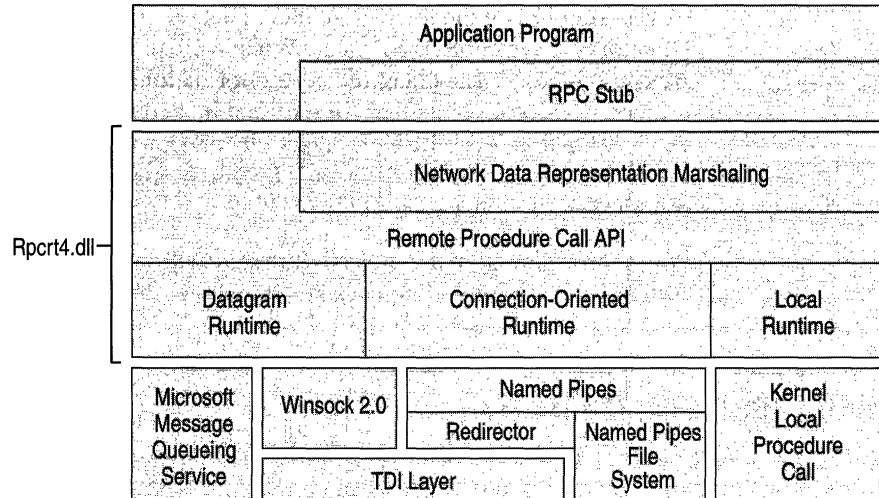 Application Program
RPC Stub
Network Data Representation Marshaling
Rpcrt4.dll
Remote Procedure Call API
Datagram
Runtime
Connection-Oriented
Runtime
Local
Runtime
Microsoft
Message
Queueing
Service
Winsock 2.0
Named Pipes
Redirector
Named Pipes
File
System
TDI Layer
Kernel
Local
Procedure
Call